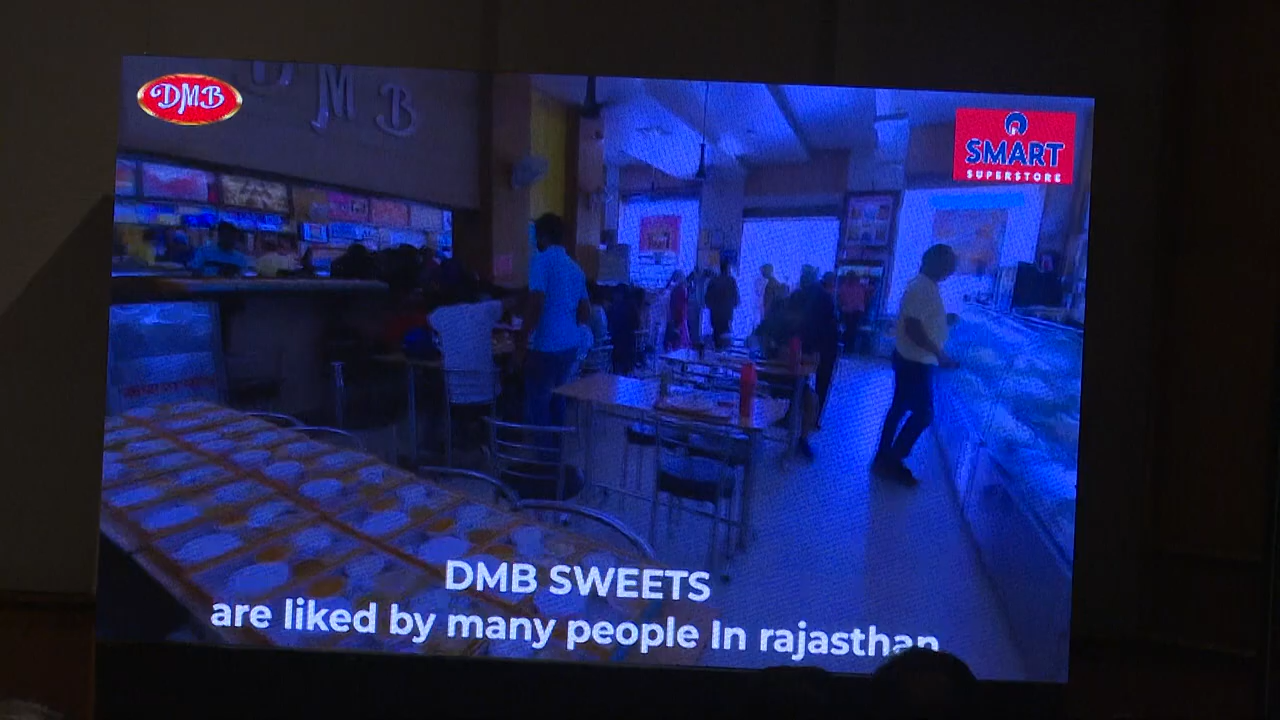 DMB
DMB
SMART
SUPERSTORE
DMB SWEETS
are liked by many people In rajasthan